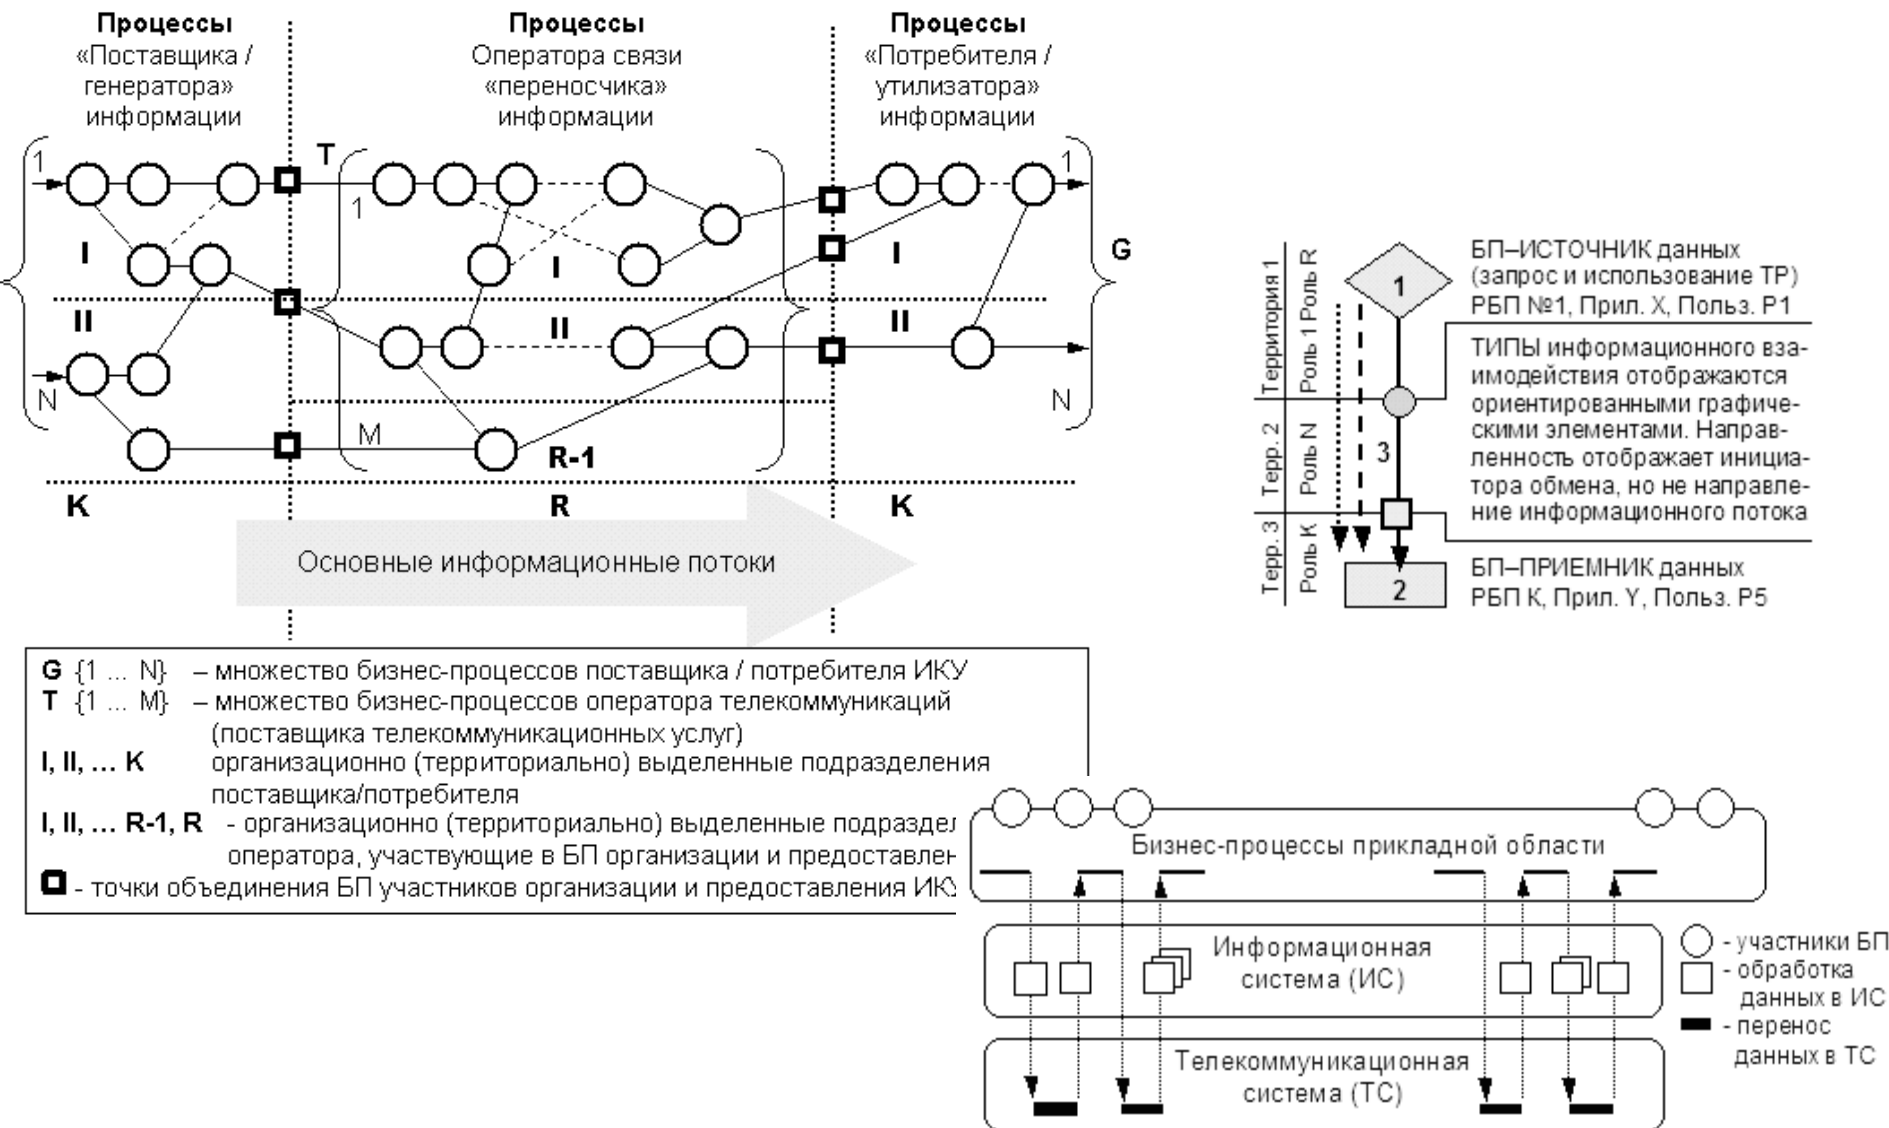 Процессы
«Поставщика /
генератора»
информации
Процессы
Оператора связи
«переносчика»
информации
Процессы
«Потребителя /
утилизатора»
информации
1
T
1
1
I
I
I
G
II
II
II
N
M
N
R-1
K
R
K
Основные информационные потоки
G {1 ... N} – множество бизнес-процессов поставщика / потребителя ИКУ
T {1 ... M} – множество бизнес-процессов оператора телекоммуникаций
(поставщика телекоммуникационных услуг)
I, II, ... K организационно (территориально) выделенные подразделения
поставщика/потребителя
I, II, ... R-1, R - организационно (территориально) выделенные подраздел
оператора, участвующие в БП организации и предоставлен
- точки объединения БП участников организации и предоставления ИКУ
Территория 1
Роль 1 Роль R
Терр. 2
Роль N
Терр. 3
Роль K
1
3
2
БП–ИСТОЧНИК данных
(запрос и использование ТР)
РБП №1, Прил. X, Польз. P1
ТИПЫ информационного вза-
имодействия отображаются
ориентированными графиче-
скими элементами. Направ-
ленность отображает инициа-
тора обмена, но не направле-
ние информационного потока
БП–ПРИЕМНИК данных
РБП K, Прил. Y, Польз. P5
Бизнес-процессы прикладной области
Информационная
система (ИС)
Телекоммуникационная
система (ТС)
- участники БП
- обработка
данных в ИС
- перенос
данных в ТС